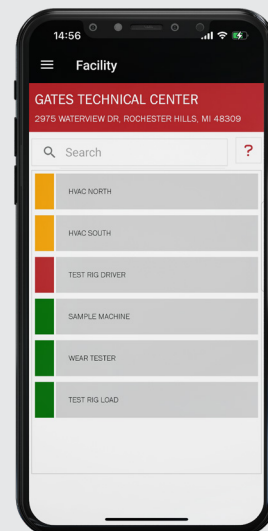 14:56
Facility
GATES TECHNICAL CENTER
2975 WATERVIEW DR, ROCHESTER HILLS, MI 48309
Search
?
HVAC NORTH
HVAC SOUTH
TEST RIG DRIVER
SAMPLE MACHINE
WEAR TESTER
TEST RIG LOAD